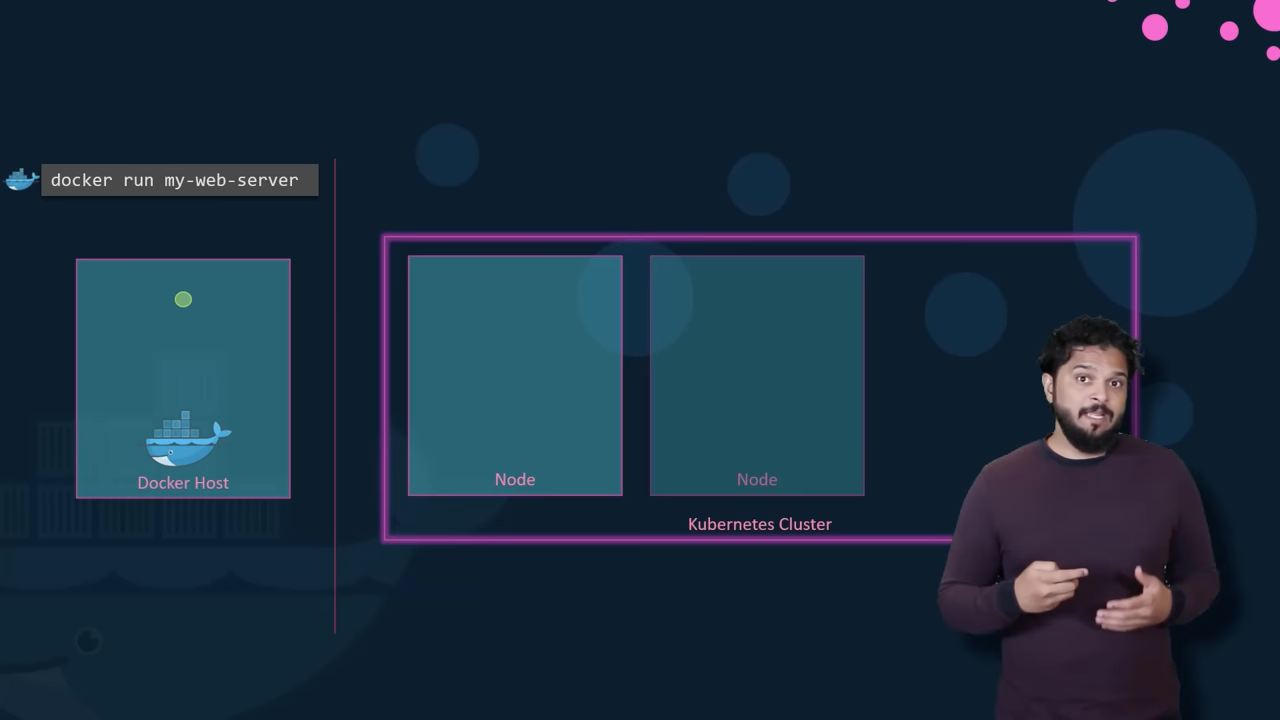 docker run my-web-server
Docker Host
Node
Node
Kubernetes Cluster